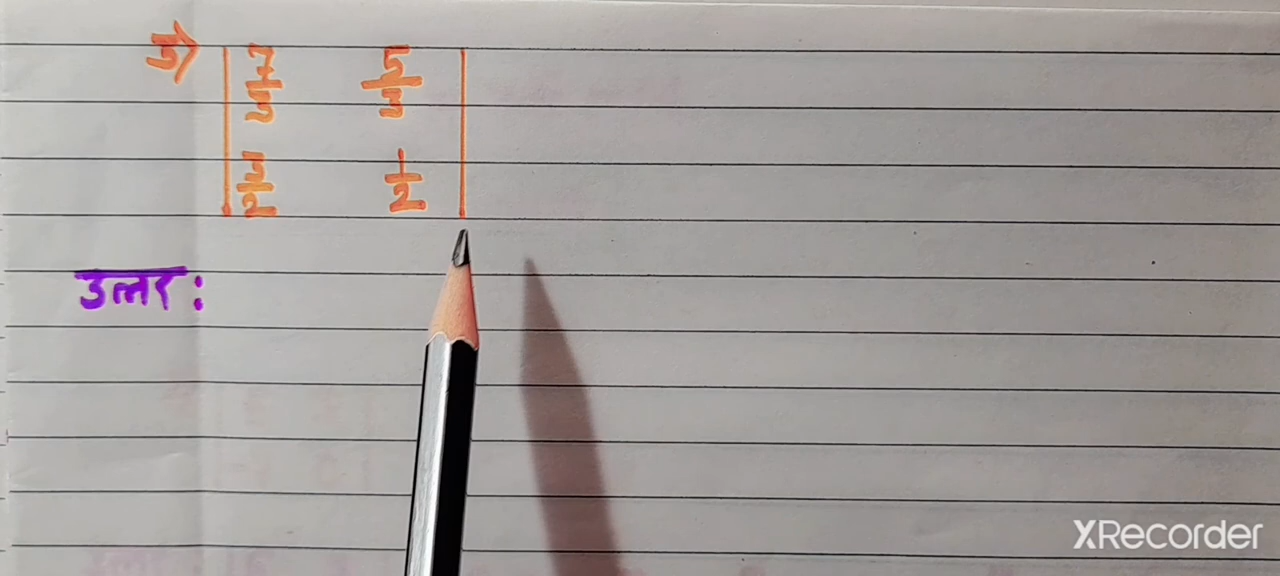 3) | 7/3 5/3 |
| 3/2 1/2 |
उत्तर :
XRecorder